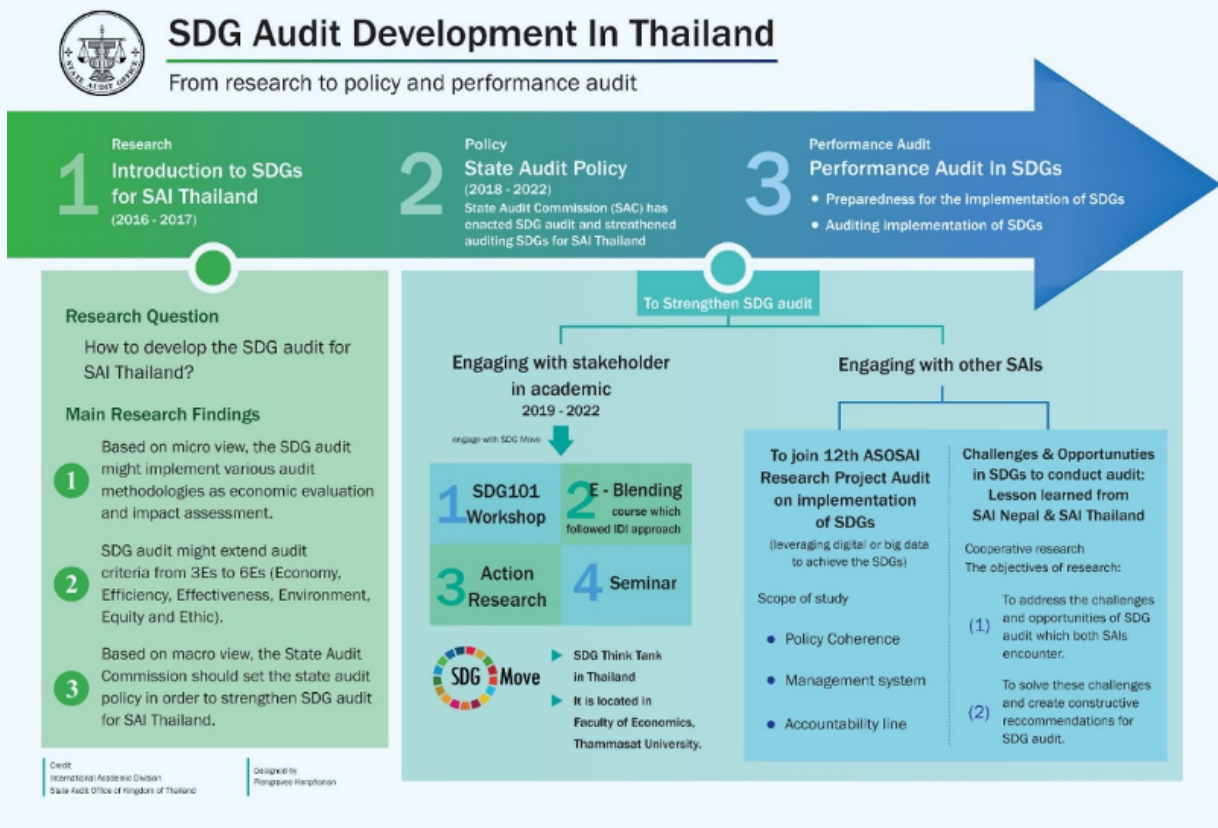 STATE AUDIT OFFICE
SDG Audit Development In Thailand
From research to policy and performance audit
1
Research
Introduction to SDGs
for SAI Thailand
(2016 - 2017)
2
Policy
State Audit Policy
(2018 - 2022)
State Audit Commission (SAC) has
enacted SDG audit and strenthened
auditing SDGs for SAI Thailand
3
Performance Audit
Performance Audit In SDGs
• Preparedness for the implementation of SDGs
• Auditing implementation of SDGs
Research Question
How to develop the SDG audit for
SAI Thailand?
Main Research Findings
1
Based on micro view, the SDG audit
might implement various audit
methodologies as economic evaluation
and impact assessment.
2
SDG audit might extend audit
criteria from 3Es to 6Es (Economy,
Efficiency, Effectiveness, Environment,
Equity and Ethic).
3
Based on macro view, the State Audit
Commission should set the state audit
policy in order to strengthen SDG audit
for SAI Thailand.
To Strengthen SDG audit
Engaging with stakeholder
in academic
2019 - 2022
engage with SDG Move
1
SDG101
Workshop
2
E - Blending
course which
followed IDI approach
3
Action
Research
4
Seminar
SDG Move
SDG Think Tank
in Thailand
It is located in
Faculty of Economics,
Thammasat University.
Engaging with other SAIs
To join 12th ASOSAI
Research Project Audit
on implementation
of SDGs
(leveraging digital or big data
to achieve the SDGs)
Scope of study
• Policy Coherence
• Management system
• Accountability line
Challenges & Opportunuties
in SDGs to conduct audit:
Lesson learned from
SAI Nepal & SAI Thailand
Cooperative research
The objectives of research:
(1)
To address the challenges
and opportunities of SDG
audit which both SAIs
encounter.
(2)
To solve these challenges
and create constructive
reccommendations for
SDG audit.
Credit
International Academic Division
State Audit Office of Kingdom of Thailand
Designed by